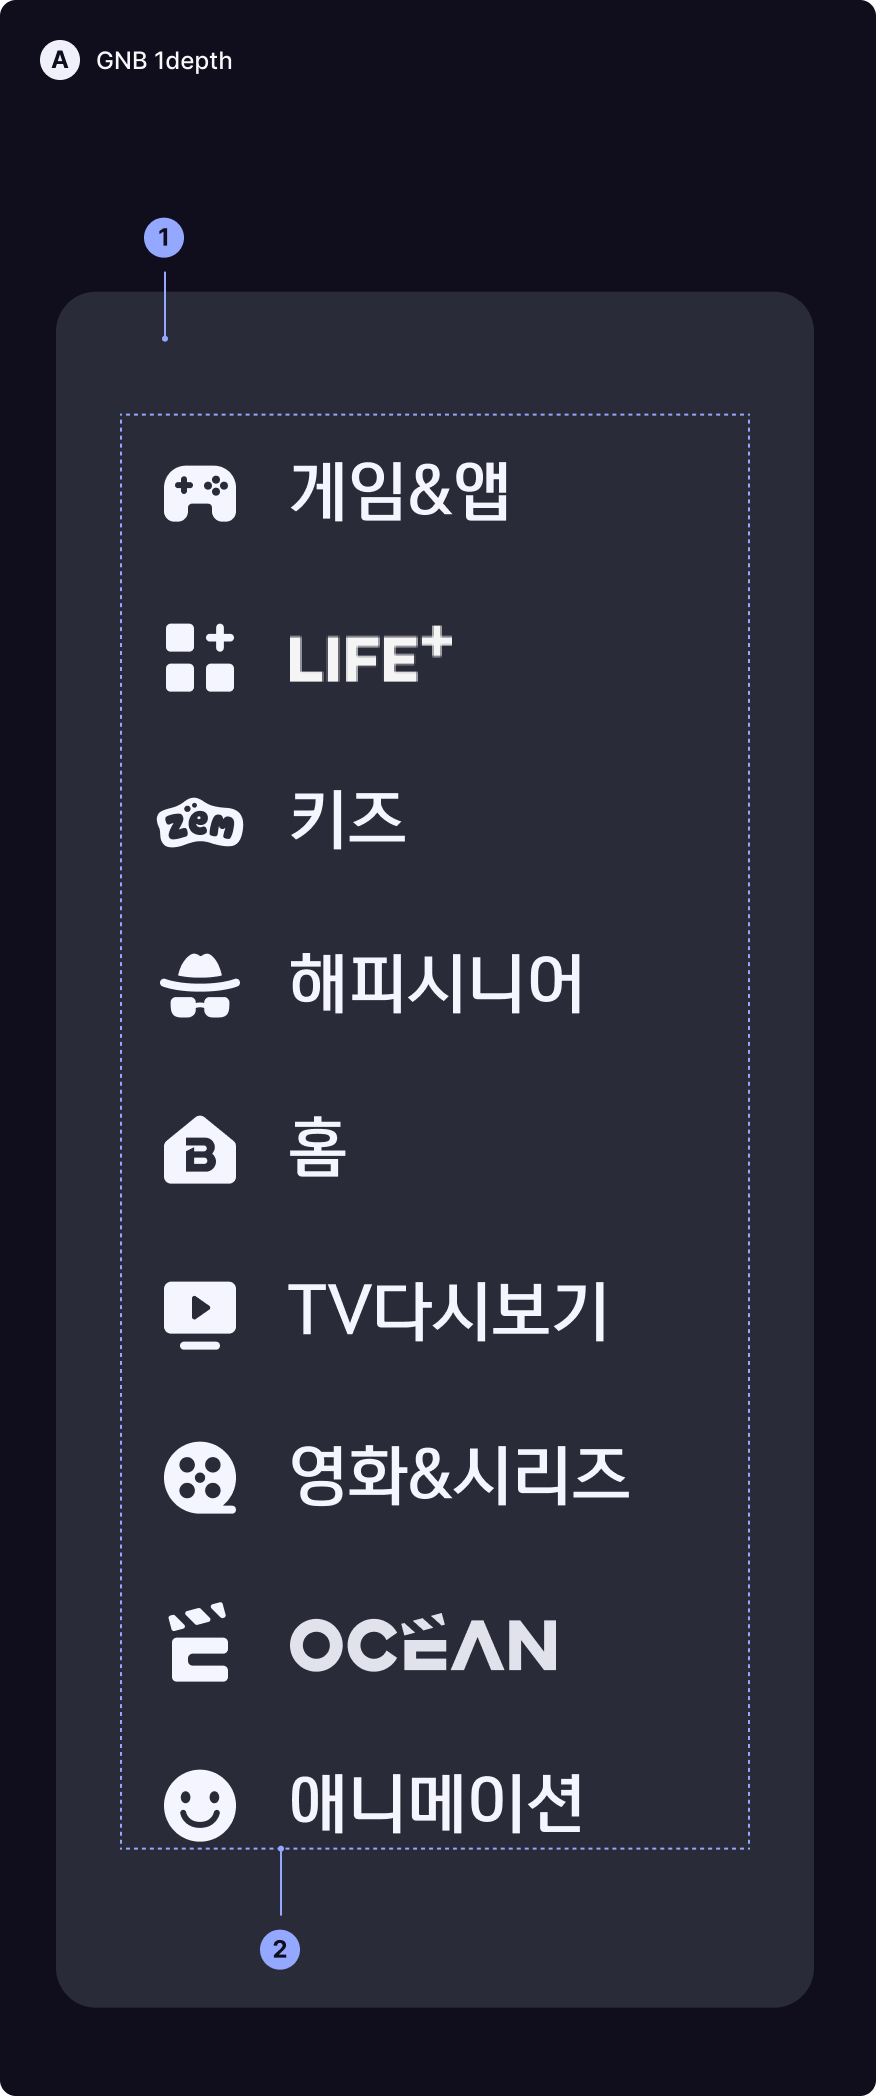 A GNB 1depth
1
게임&앱
LIFE+
zem 키즈
해피시니어
B 홈
TV다시보기
영화&시리즈
OCEAN
애니메이션
2